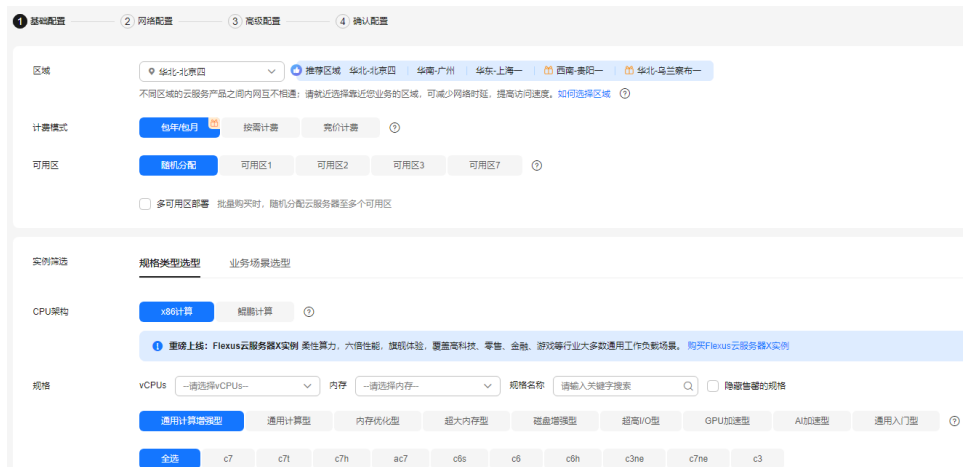 1 基础配置 2 网络配置 3 高级配置 4 确认配置
区域 华北-北京四 推荐区域 华北-北京四 华南-广州 华东-上海一 西南-贵阳一 华北-乌兰察布一
不同区域的云服务产品之间内网互不相通；请就近选择靠近您业务的区域，可减少网络时延，提高访问速度。如何选择区域 ?
计费模式 包年/包月 按需计费 竞价计费 ?
可用区 随机分配 可用区1 可用区2 可用区3 可用区7 ?
多可用区部署 批量购买时，随机分配云服务器至多个可用区
实例筛选 规格类型选型 业务场景选型
CPU架构 x86计算 鲲鹏计算 ?
重磅上线：Flexus云服务器X实例 柔性算力，六倍性能，旗舰体验，覆盖高科技、零售、金融、游戏等行业大多数通用工作负载场景。 购买Flexus云服务器X实例
规格 vCPUs --请选择vCPUs-- 内存 --请选择内存-- 规格名称 请输入关键字搜索 隐藏售罄的规格
通用计算增强型 通用计算型 内存优化型 超大内存型 磁盘增强型 超高I/O型 GPU加速型 AI加速型 通用入门型 ?
全选 c7 c7t c7h ac7 c6s c6 c6h c3ne c7ne c3